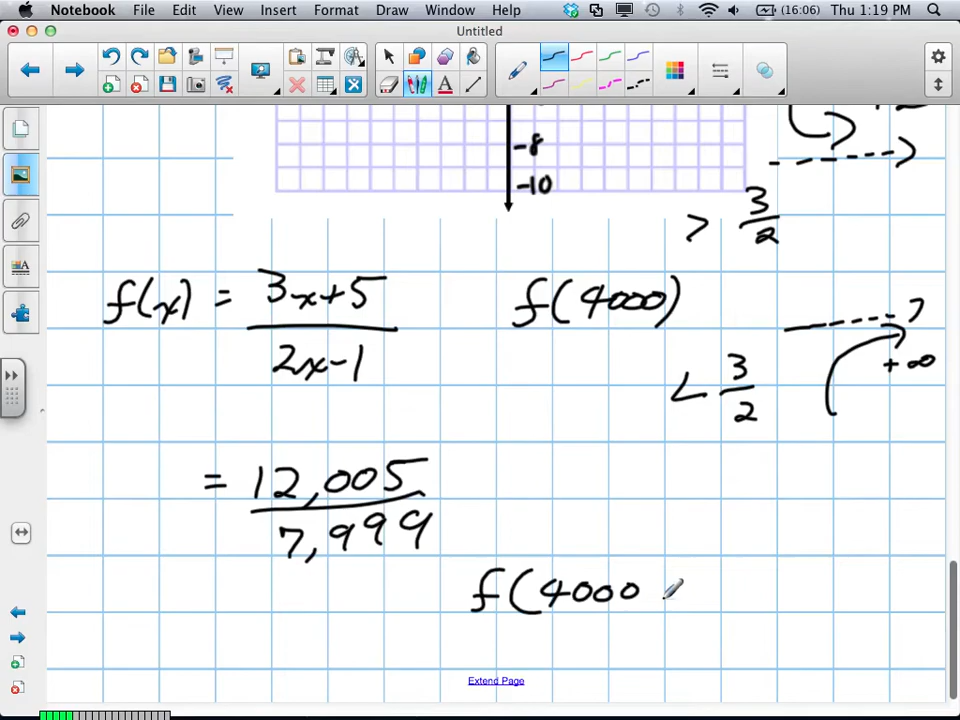 Notebook File Edit View Insert Format Draw Window Help (16:06) Thu 1:19 PM
Untitled
-8
-10
> 3/2
f(x) = 3x+5 / 2x-1
f(4000)
< 3/2
+∞
= 12,005 / 7,999
f(4000
Extend Page